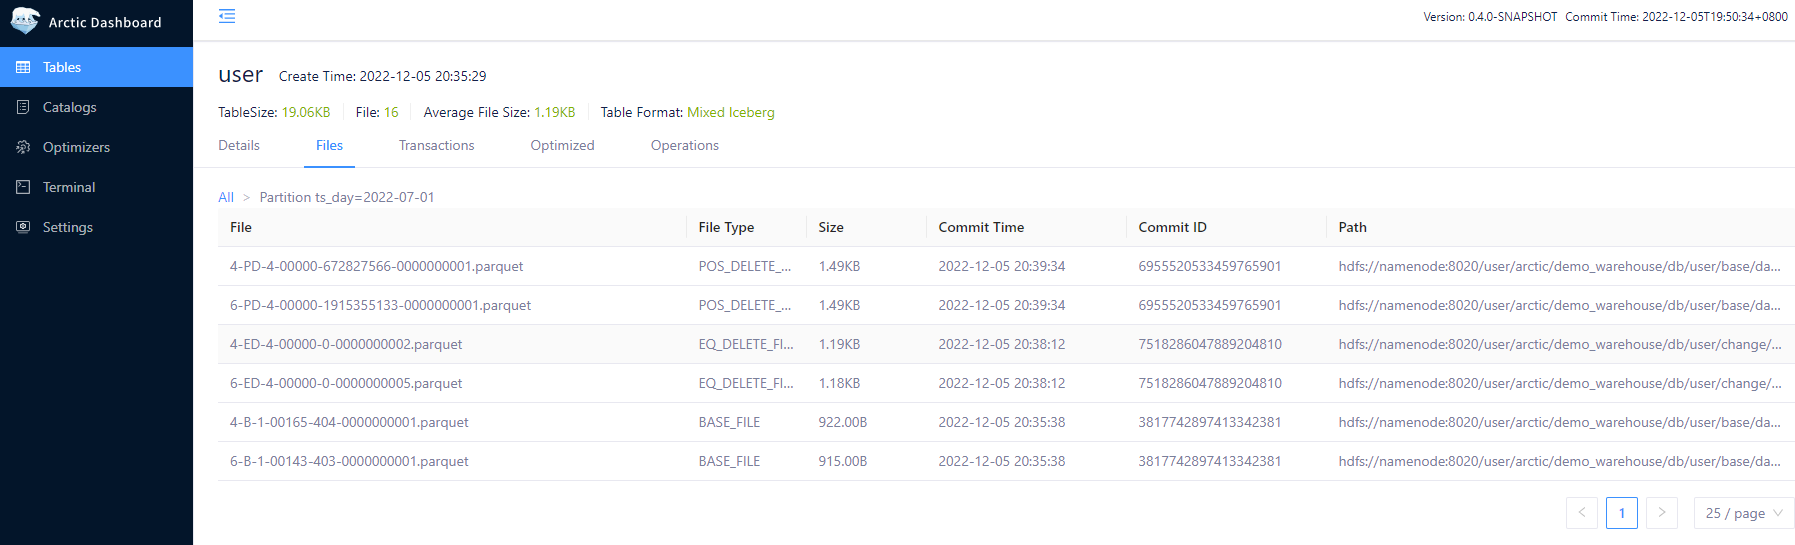 Arctic Dashboard
Version: 0.4.0-SNAPSHOT Commit Time: 2022-12-05T19:50:34+0800
Tables
Catalogs
Optimizers
Terminal
Settings
user Create Time: 2022-12-05 20:35:29
TableSize: 19.06KB File: 16 Average File Size: 1.19KB Table Format: Mixed Iceberg
Details Files Transactions Optimized Operations
All > Partition ts_day=2022-07-01
File File Type Size Commit Time Commit ID Path
4-PD-4-00000-672827566-0000000001.parquet POS_DELETE_... 1.49KB 2022-12-05 20:39:34 6955520533459765901 hdfs://namenode:8020/user/arctic/demo_warehouse/db/user/base/da...
6-PD-4-00000-1915355133-0000000001.parquet POS_DELETE_... 1.49KB 2022-12-05 20:39:34 6955520533459765901 hdfs://namenode:8020/user/arctic/demo_warehouse/db/user/base/da...
4-ED-4-00000-0-0000000002.parquet EQ_DELETE_FI... 1.19KB 2022-12-05 20:38:12 7518286047889204810 hdfs://namenode:8020/user/arctic/demo_warehouse/db/user/change/...
6-ED-4-00000-0-0000000005.parquet EQ_DELETE_FI... 1.18KB 2022-12-05 20:38:12 7518286047889204810 hdfs://namenode:8020/user/arctic/demo_warehouse/db/user/change/...
4-B-1-00165-404-0000000001.parquet BASE_FILE 922.00B 2022-12-05 20:35:38 3817742897413342381 hdfs://namenode:8020/user/arctic/demo_warehouse/db/user/base/da...
6-B-1-00143-403-0000000001.parquet BASE_FILE 915.00B 2022-12-05 20:35:38 3817742897413342381 hdfs://namenode:8020/user/arctic/demo_warehouse/db/user/base/da...
< 1 > 25 / page